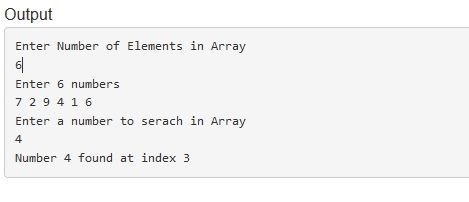 Output
Enter Number of Elements in Array
6
Enter 6 numbers
7 2 9 4 1 6
Enter a number to serach in Array
4
Number 4 found at index 3